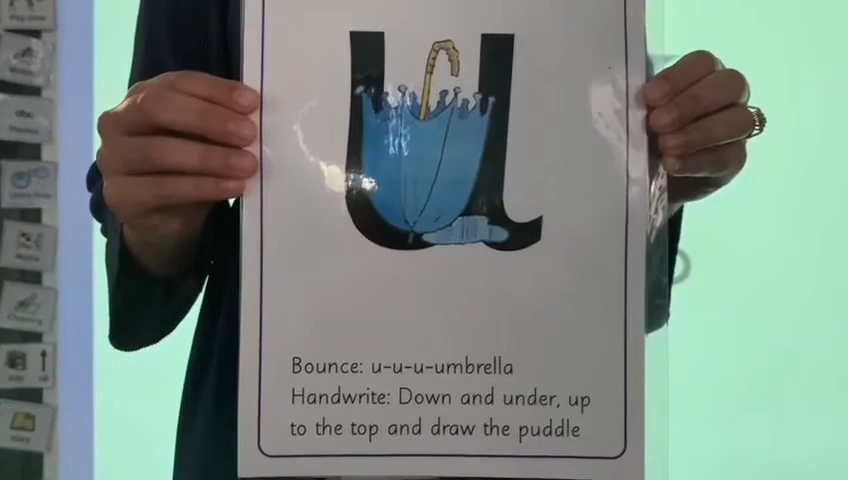 u
Bounce: u-u-u-umbrella
Handwrite: Down and under, up
to the top and draw the puddle